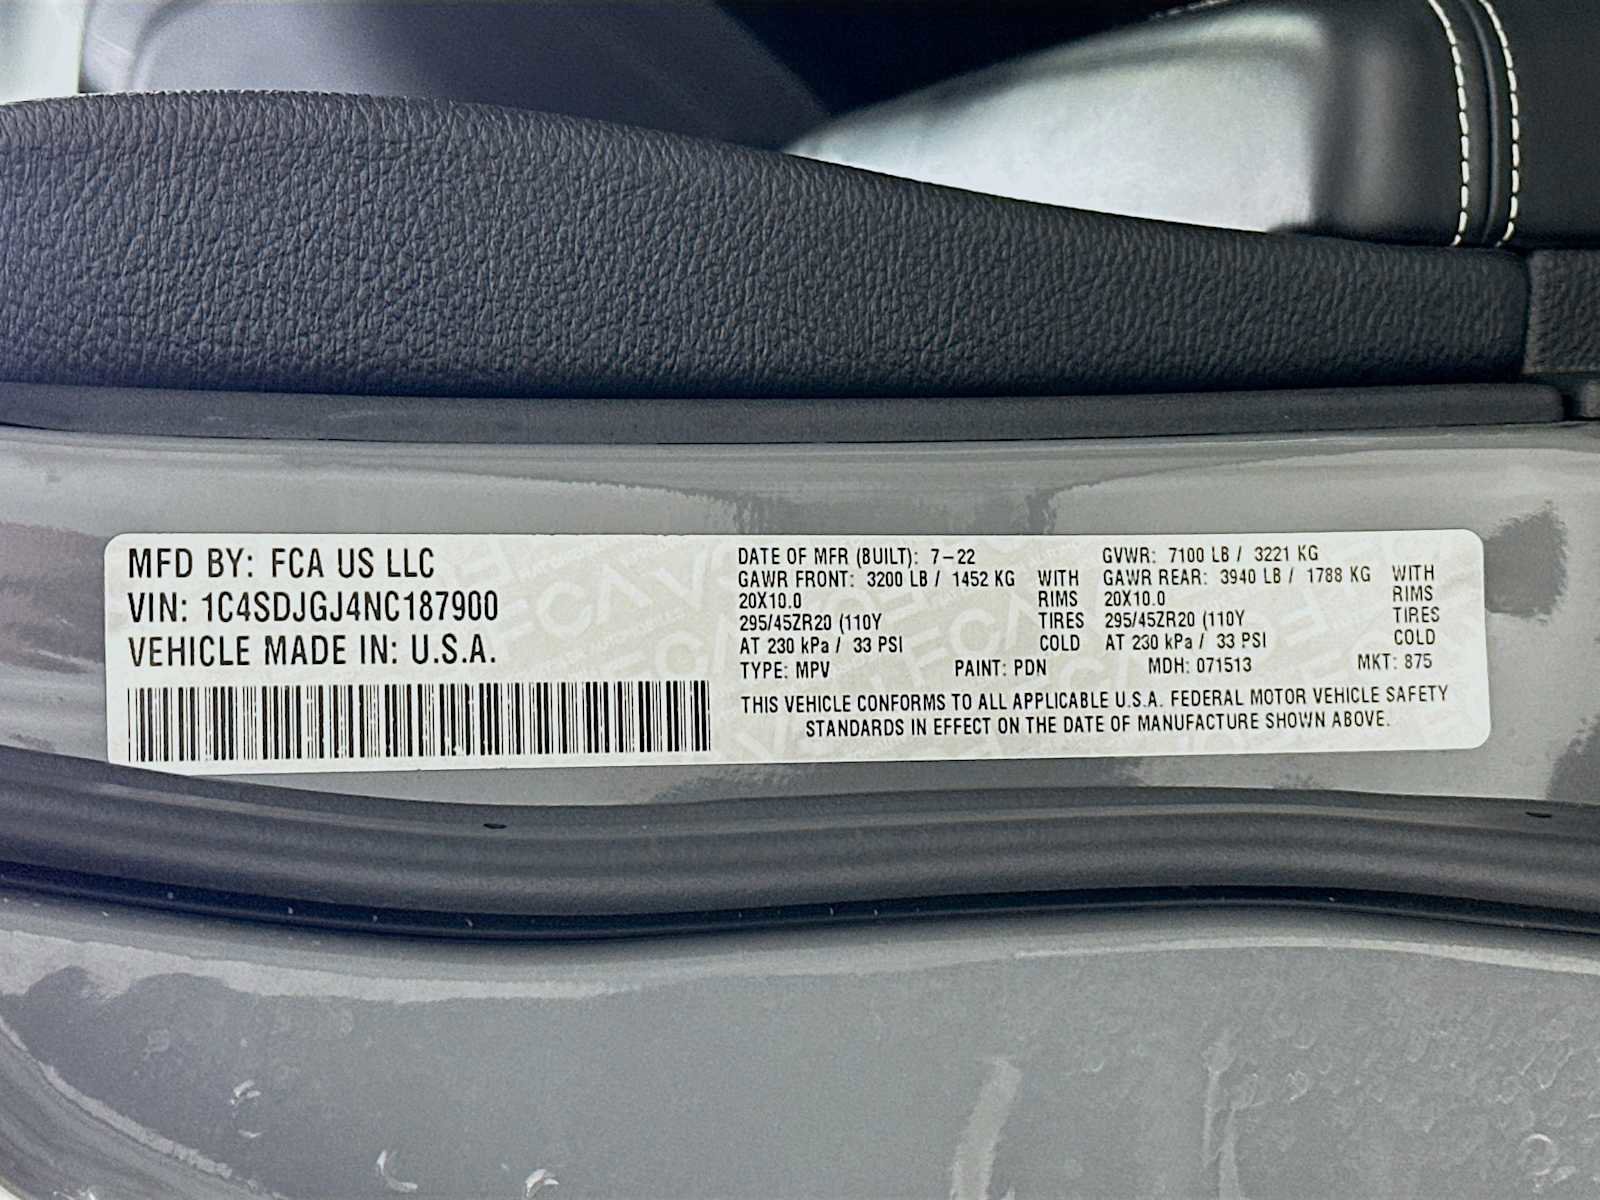 MFD BY: FCA US LLC
VIN: 1C4SDJGJ4NC187900
VEHICLE MADE IN: U.S.A.
DATE OF MFR (BUILT): 7-22
GAWR FRONT: 3200 LB / 1452 KG WITH
20X10.0 RIMS
295/45ZR20 (110Y TIRES
AT 230 kPa / 33 PSI COLD
TYPE: MPV PAINT: PDN
GVWR: 7100 LB / 3221 KG
GAWR REAR: 3940 LB / 1788 KG WITH
20X10.0 RIMS
295/45ZR20 (110Y TIRES
AT 230 kPa / 33 PSI COLD
MDH: 071513 MKT: 875
THIS VEHICLE CONFORMS TO ALL APPLICABLE U.S.A. FEDERAL MOTOR VEHICLE SAFETY
STANDARDS IN EFFECT ON THE DATE OF MANUFACTURE SHOWN ABOVE.